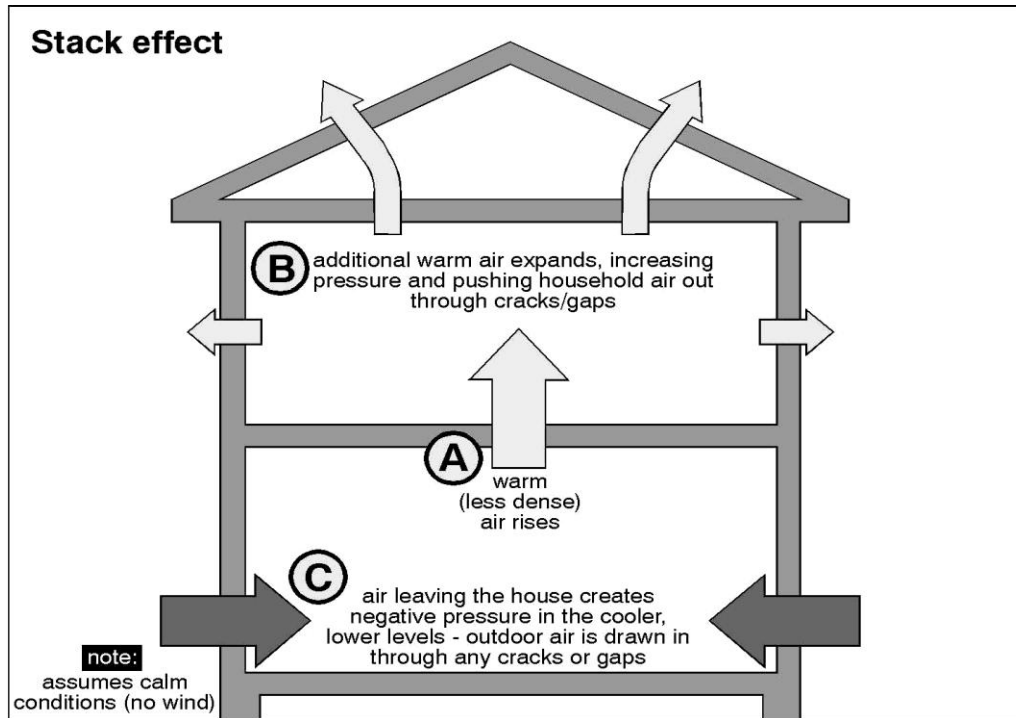 Stack effect
B
additional warm air expands, increasing
pressure and pushing household air out
through cracks/gaps
A
warm
(less dense)
air rises
C
air leaving the house creates
negative pressure in the cooler,
lower levels - outdoor air is drawn in
through any cracks or gaps
note:
assumes calm
conditions (no wind)